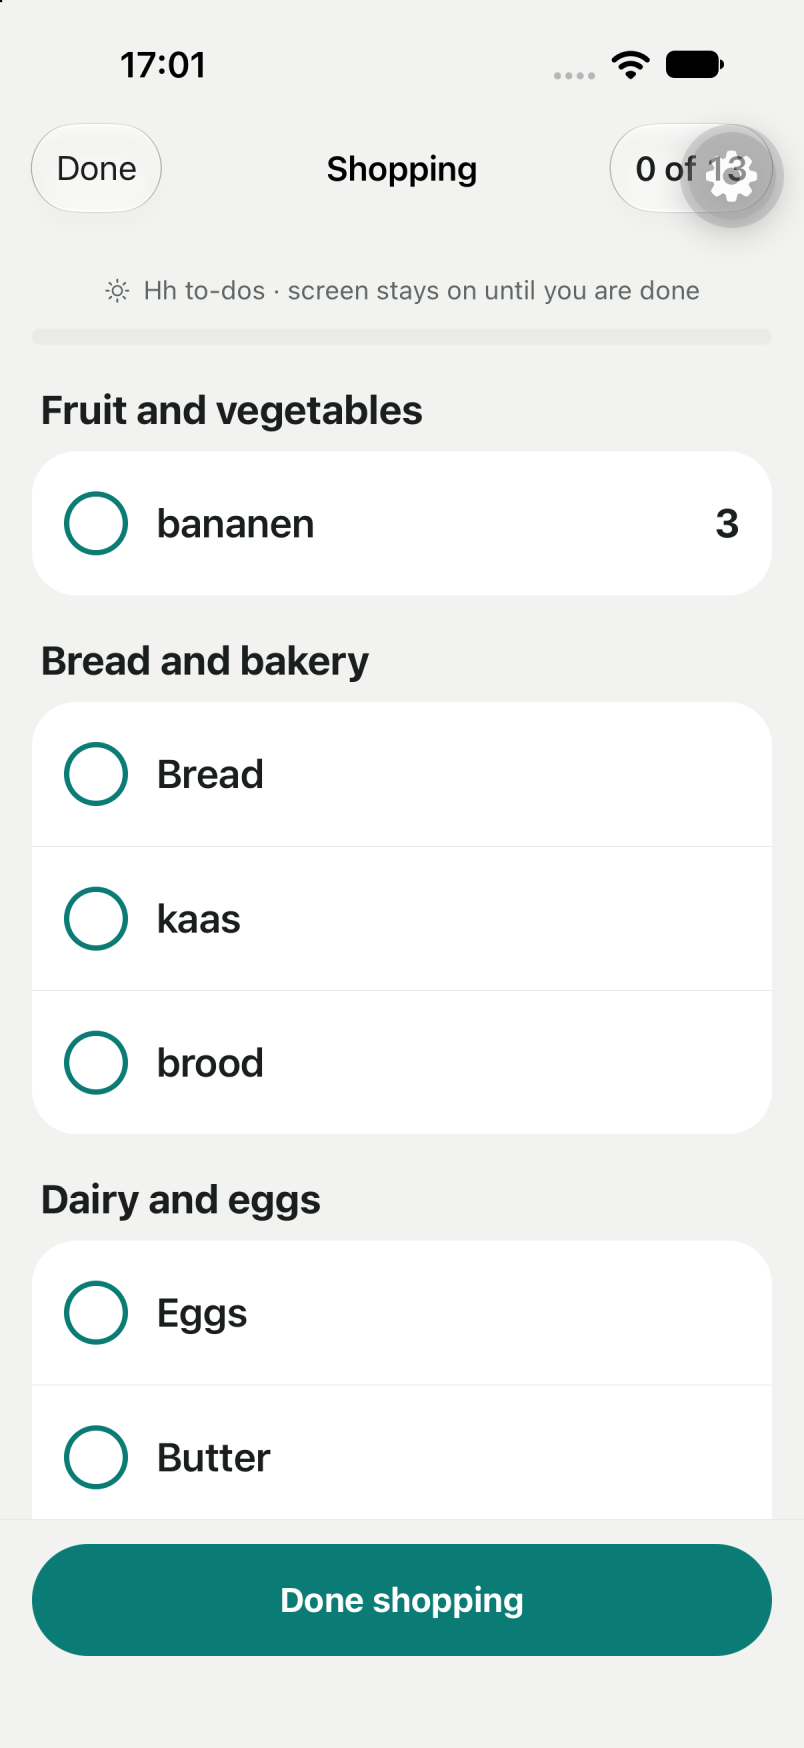 17:01
Done
Shopping
0 of 13
Hh to-dos · screen stays on until you are done
Fruit and vegetables
bananen
3
Bread and bakery
Bread
kaas
brood
Dairy and eggs
Eggs
Butter
Done shopping